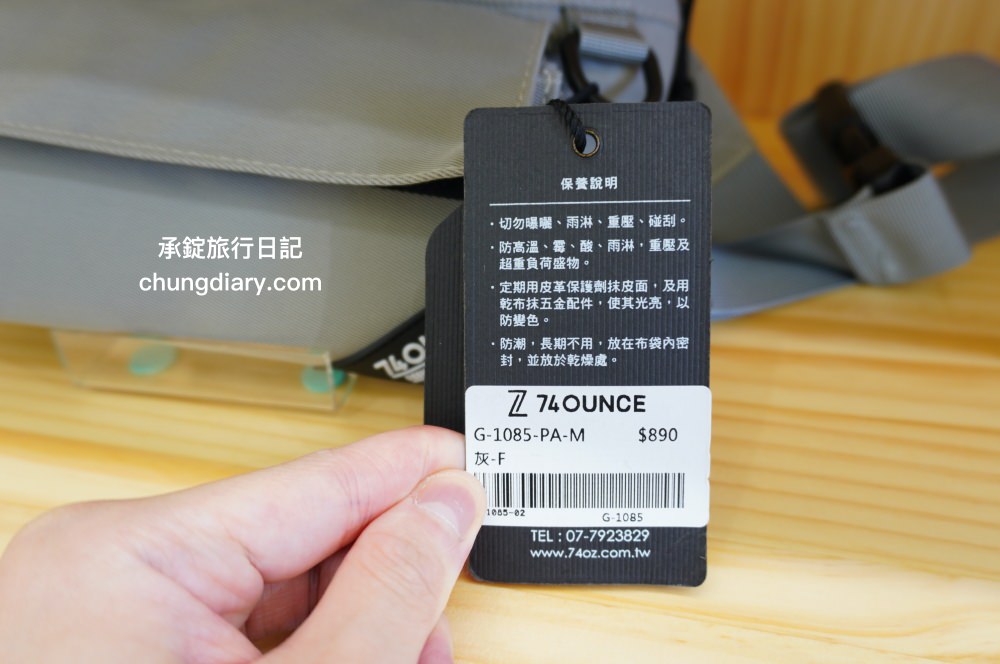 保養說明
・切勿曝曬、雨淋、重壓、碰刮。
・防高溫、霉、酸、雨淋，重壓及
超重負荷盛物。
・定期用皮革保護劑抹皮面，及用
乾布抹五金配件，使其光亮，以
防變色。
・防潮，長期不用，放在布袋內密
封，並放於乾燥處。
74OUNCE
G-1085-PA-M $890
灰-F
1085-02 G-1085
TEL：07-7923829
www.74oz.com.tw
承錠旅行日記
chungdiary.com
74OU